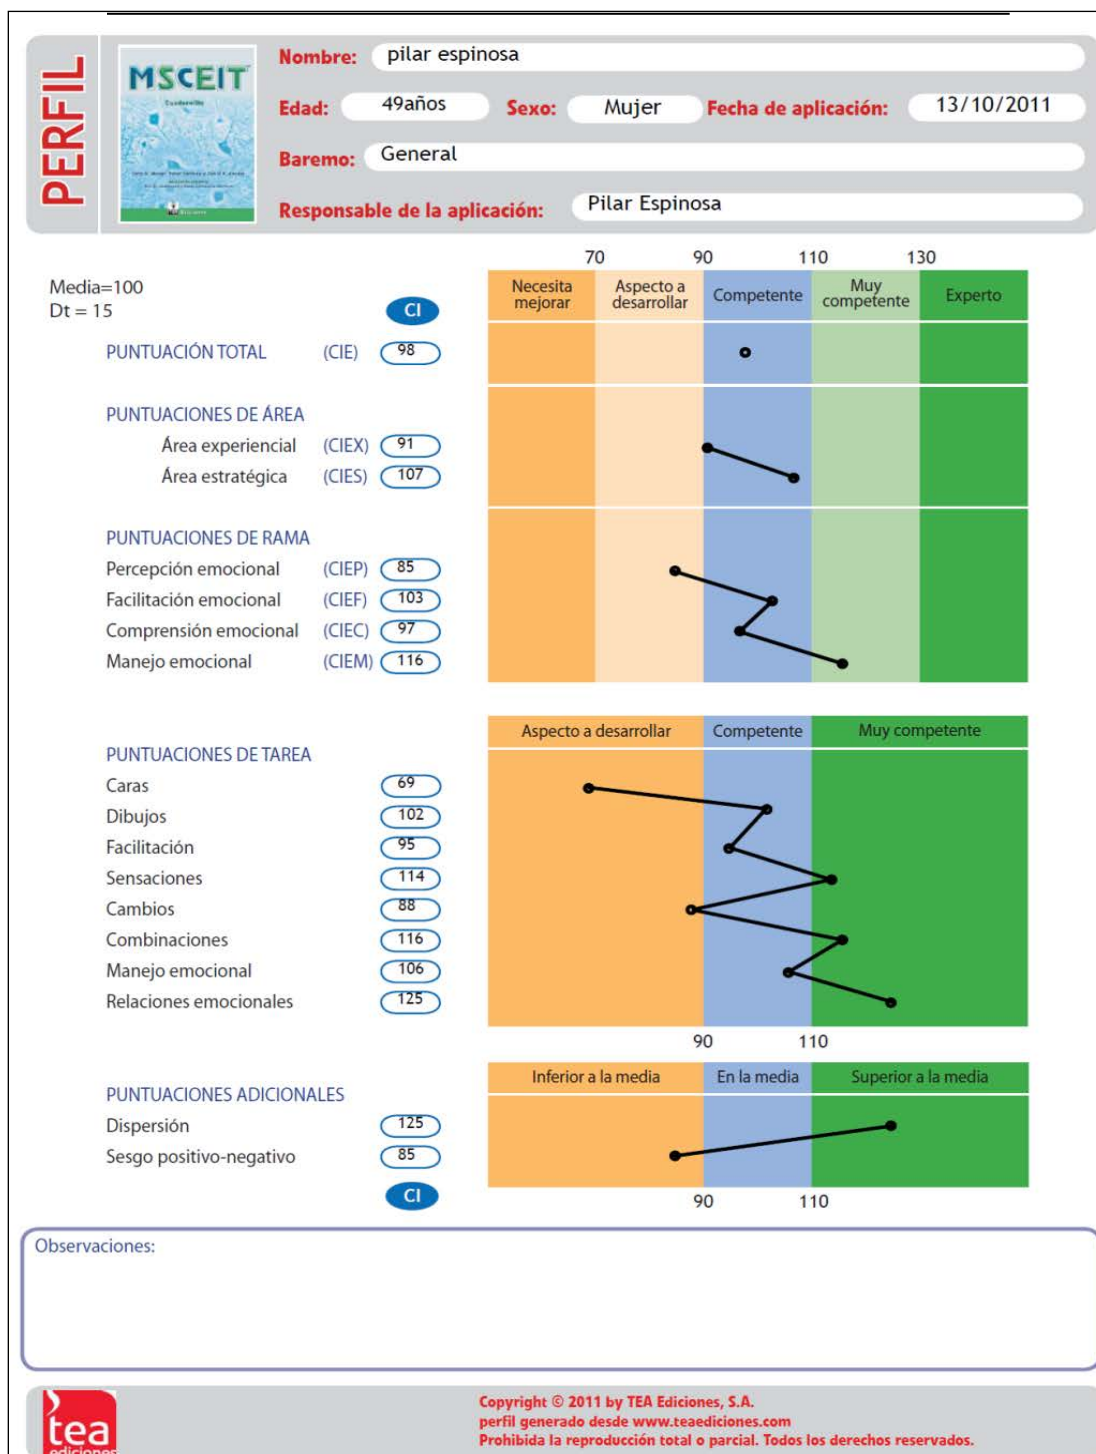 PERFIL
MSCEIT
Cuadernillo
Nombre: pilar espinosa
Edad: 49años Sexo: Mujer Fecha de aplicación: 13/10/2011
Baremo: General
Responsable de la aplicación: Pilar Espinosa
70 90 110 130
Media=100
Dt = 15
CI
Necesita mejorar
Aspecto a desarrollar
Competente
Muy competente
Experto
PUNTUACIÓN TOTAL (CIE) 98
PUNTUACIONES DE ÁREA
Área experiencial (CIEX) 91
Área estratégica (CIES) 107
PUNTUACIONES DE RAMA
Percepción emocional (CIEP) 85
Facilitación emocional (CIEF) 103
Comprensión emocional (CIEC) 97
Manejo emocional (CIEM) 116
Aspecto a desarrollar Competente Muy competente
PUNTUACIONES DE TAREA
Caras 69
Dibujos 102
Facilitación 95
Sensaciones 114
Cambios 88
Combinaciones 116
Manejo emocional 106
Relaciones emocionales 125
90 110
Inferior a la media En la media Superior a la media
PUNTUACIONES ADICIONALES
Dispersión 125
Sesgo positivo-negativo 85
CI
90 110
Observaciones:
tea
ediciones
Copyright © 2011 by TEA Ediciones, S.A.
perfil generado desde www.teaediciones.com
Prohibida la reproducción total o parcial. Todos los derechos reservados.